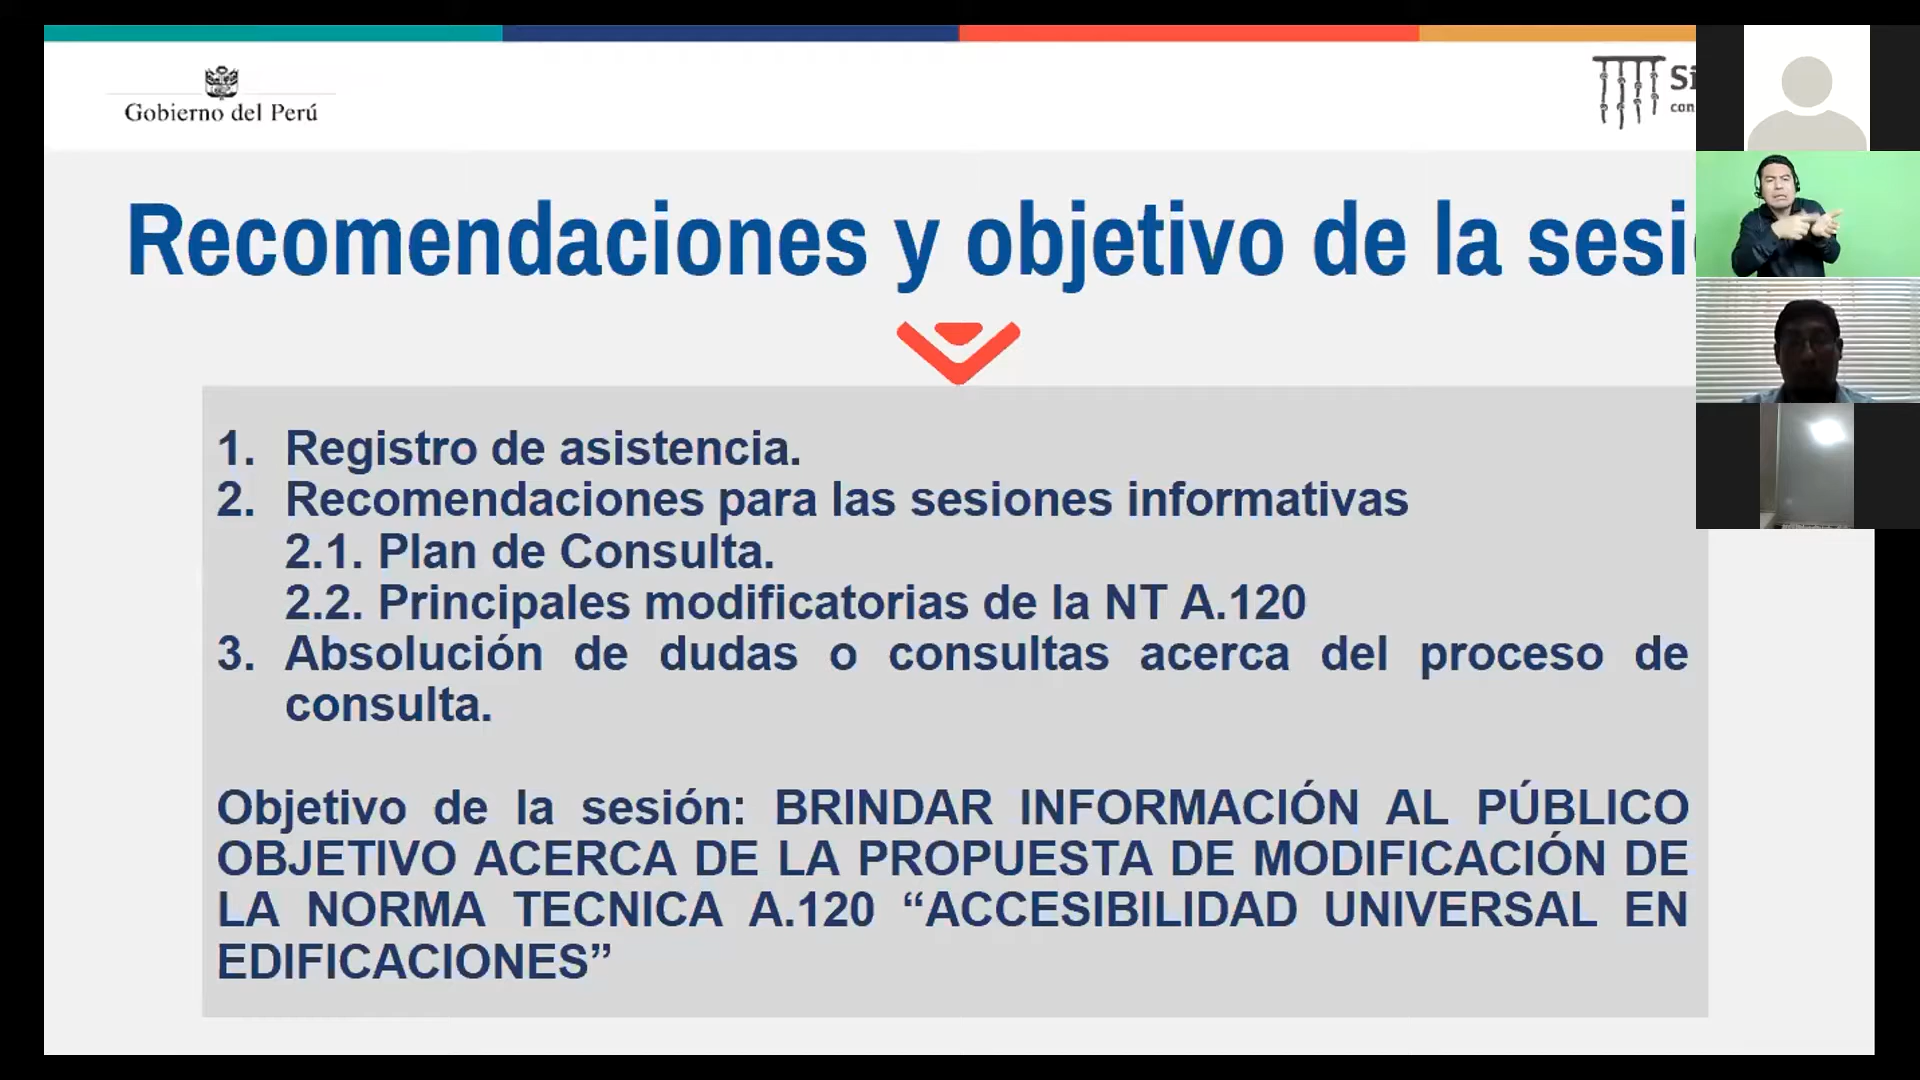 Gobierno del Perú
Recomendaciones y objetivo de la
1. Registro de asistencia.
2. Recomendaciones para las sesiones informativas
2.1. Plan de Consulta.
2.2. Principales modificatorias de la NT A.120
3. Absolución de dudas o consultas acerca del proceso de
consulta.
Objetivo de la sesión: BRINDAR INFORMACIÓN AL PÚBLICO
OBJETIVO ACERCA DE LA PROPUESTA DE MODIFICACIÓN DE
LA NORMA TECNICA A.120 “ACCESIBILIDAD UNIVERSAL EN
EDIFICACIONES”